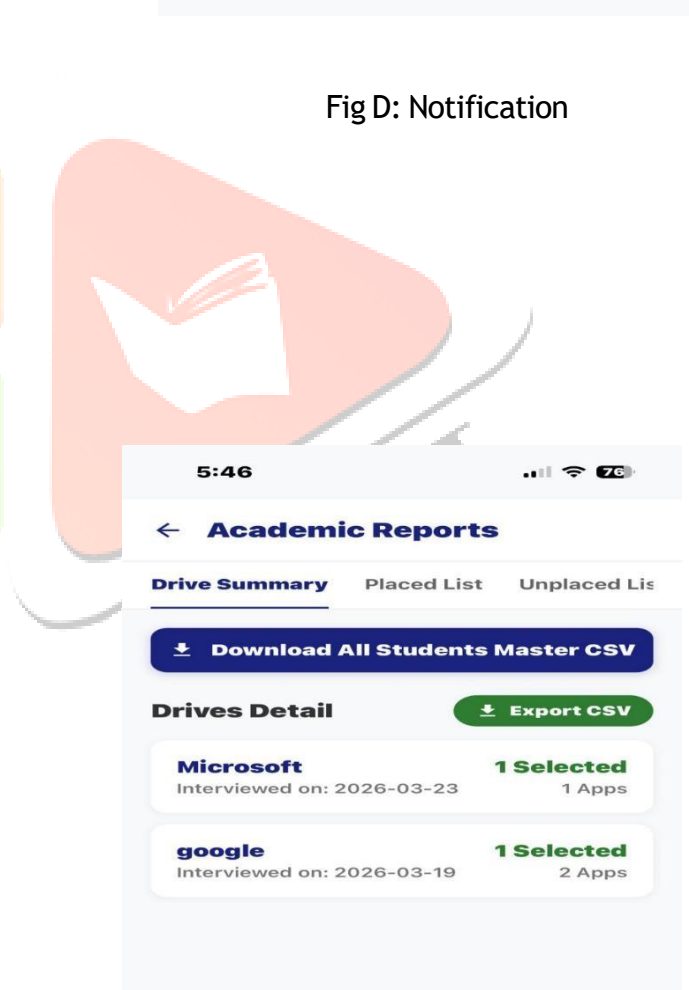 Fig D: Notification
5:46
76
← Academic Reports
Drive Summary Placed List Unplaced Lis
Download All Students Master CSV
Drives Detail Export CSV
Microsoft 1 Selected
Interviewed on: 2026-03-23 1 Apps
google 1 Selected
Interviewed on: 2026-03-19 2 Apps